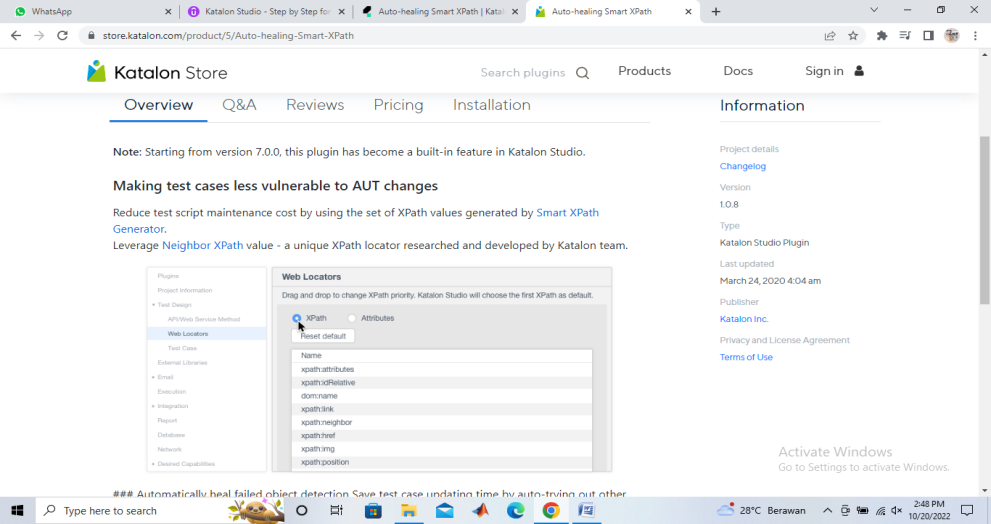 WhatsApp
Katalon Studio - Step by Step for
Auto-healing Smart XPath | Katal
Auto-healing Smart XPath
store.katalon.com/product/5/Auto-healing-Smart-XPath
Katalon Store
Search plugins
Products
Docs
Sign in
Overview
Q&A
Reviews
Pricing
Installation
Information
Note: Starting from version 7.0.0, this plugin has become a built-in feature in Katalon Studio.
Making test cases less vulnerable to AUT changes
Reduce test script maintenance cost by using the set of XPath values generated by Smart XPath
Generator.
Leverage Neighbor XPath value - a unique XPath locator researched and developed by Katalon team.
Plugins
Project Information
Test Design
API/Web Service Method
Web Locators
Test Case
External Libraries
Email
Execution
Integration
Report
Database
Network
Desired Capabilities
Web Locators
Drag and drop to change XPath priority. Katalon Studio will choose the first XPath as default.
XPath
Attributes
Reset default
Name
xpath:attributes
xpath:idRelative
dom:name
xpath:link
xpath:neighbor
xpath:href
xpath:img
xpath:position
### Automatically heal failed object detection Save test case updating time by auto-trying out other
Project details
Changelog
Version
1.0.8
Type
Katalon Studio Plugin
Last updated
March 24, 2020 4:04 am
Publisher
Katalon Inc.
Privacy and License Agreement
Terms of Use
Activate Windows
Go to Settings to activate Windows.
Type here to search
28°C Berawan
2:48 PM
10/20/2022